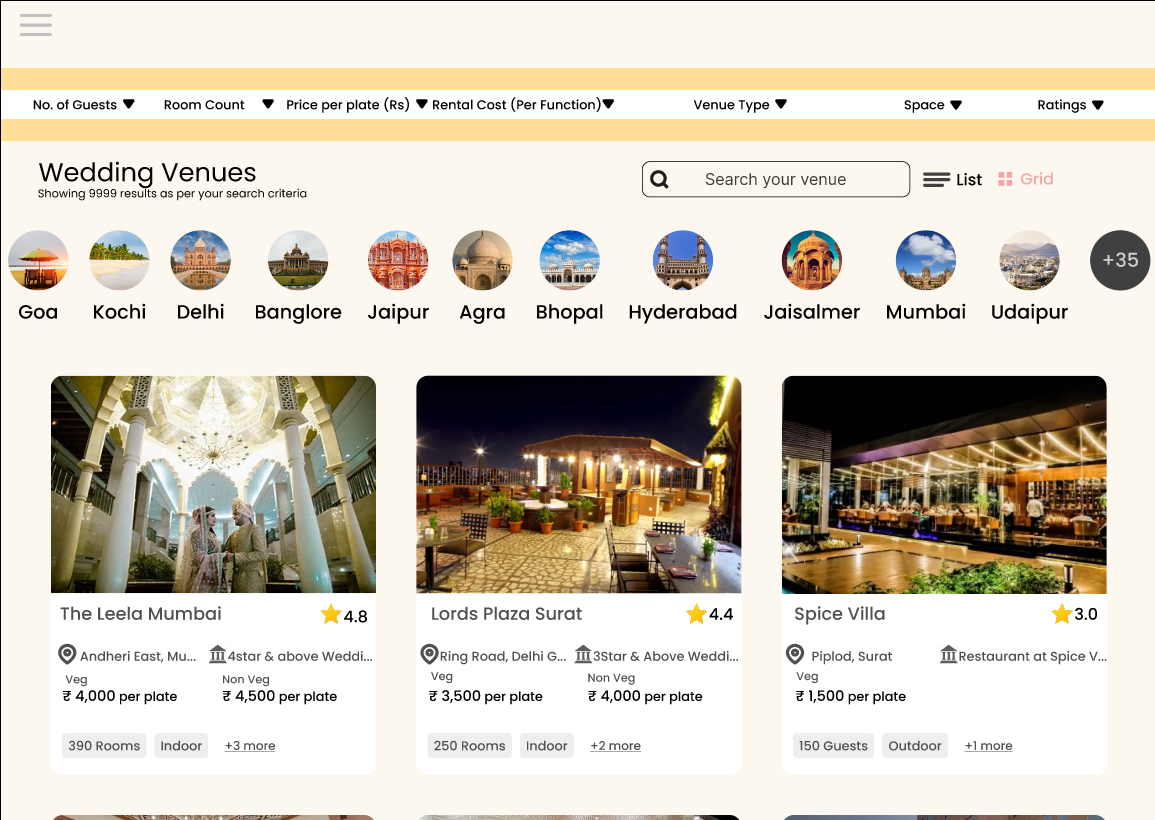 No. of Guests Room Count Price per plate (Rs) Rental Cost (Per Function) Venue Type Space Ratings
Wedding Venues
Showing 9999 results as per your search criteria
Search your venue List Grid
+35
Goa Kochi Delhi Banglore Jaipur Agra Bhopal Hyderabad Jaisalmer Mumbai Udaipur
The Leela Mumbai 4.8
Andheri East, Mu... 4star & above Weddi...
Veg Non Veg
₹ 4,000 per plate ₹ 4,500 per plate
390 Rooms Indoor +3 more
Lords Plaza Surat 4.4
Ring Road, Delhi G... 3Star & Above Weddi...
Veg Non Veg
₹ 3,500 per plate ₹ 4,000 per plate
250 Rooms Indoor +2 more
Spice Villa 3.0
Piplod, Surat Restaurant at Spice V...
Veg
₹ 1,500 per plate
150 Guests Outdoor +1 more